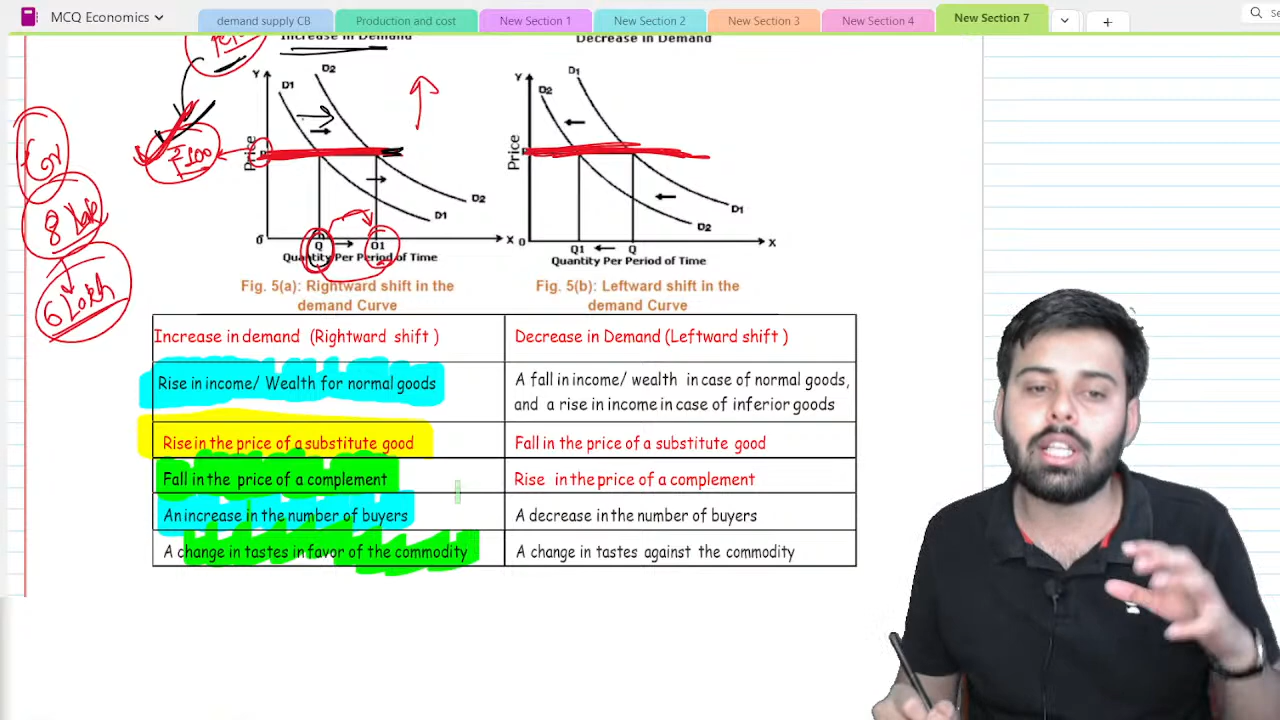 MCQ Economics
demand supply CB
Production and cost
New Section 1
New Section 2
New Section 3
New Section 4
New Section 7
Increase in Demand
Decrease in Demand
Y
D1
D2
Price
₹100
D2
D1
0
Q
Q1
X
Quantity Per Period of Time
Y
D2
D1
Price
D1
D2
0
Q1
Q
X
Quantity Per Period of Time
8 Lakh
6 Lakh
Fig. 5(a): Rightward shift in the
demand Curve
Fig. 5(b): Leftward shift in the
demand Curve
Increase in demand (Rightward shift )
Decrease in Demand (Leftward shift )
Rise in income/ Wealth for normal goods
A fall in income/ wealth in case of normal goods,
and a rise in income in case of inferior goods
Rise in the price of a substitute good
Fall in the price of a substitute good
Fall in the price of a complement
Rise in the price of a complement
An increase in the number of buyers
A decrease in the number of buyers
A change in tastes in favor of the commodity
A change in tastes against the commodity